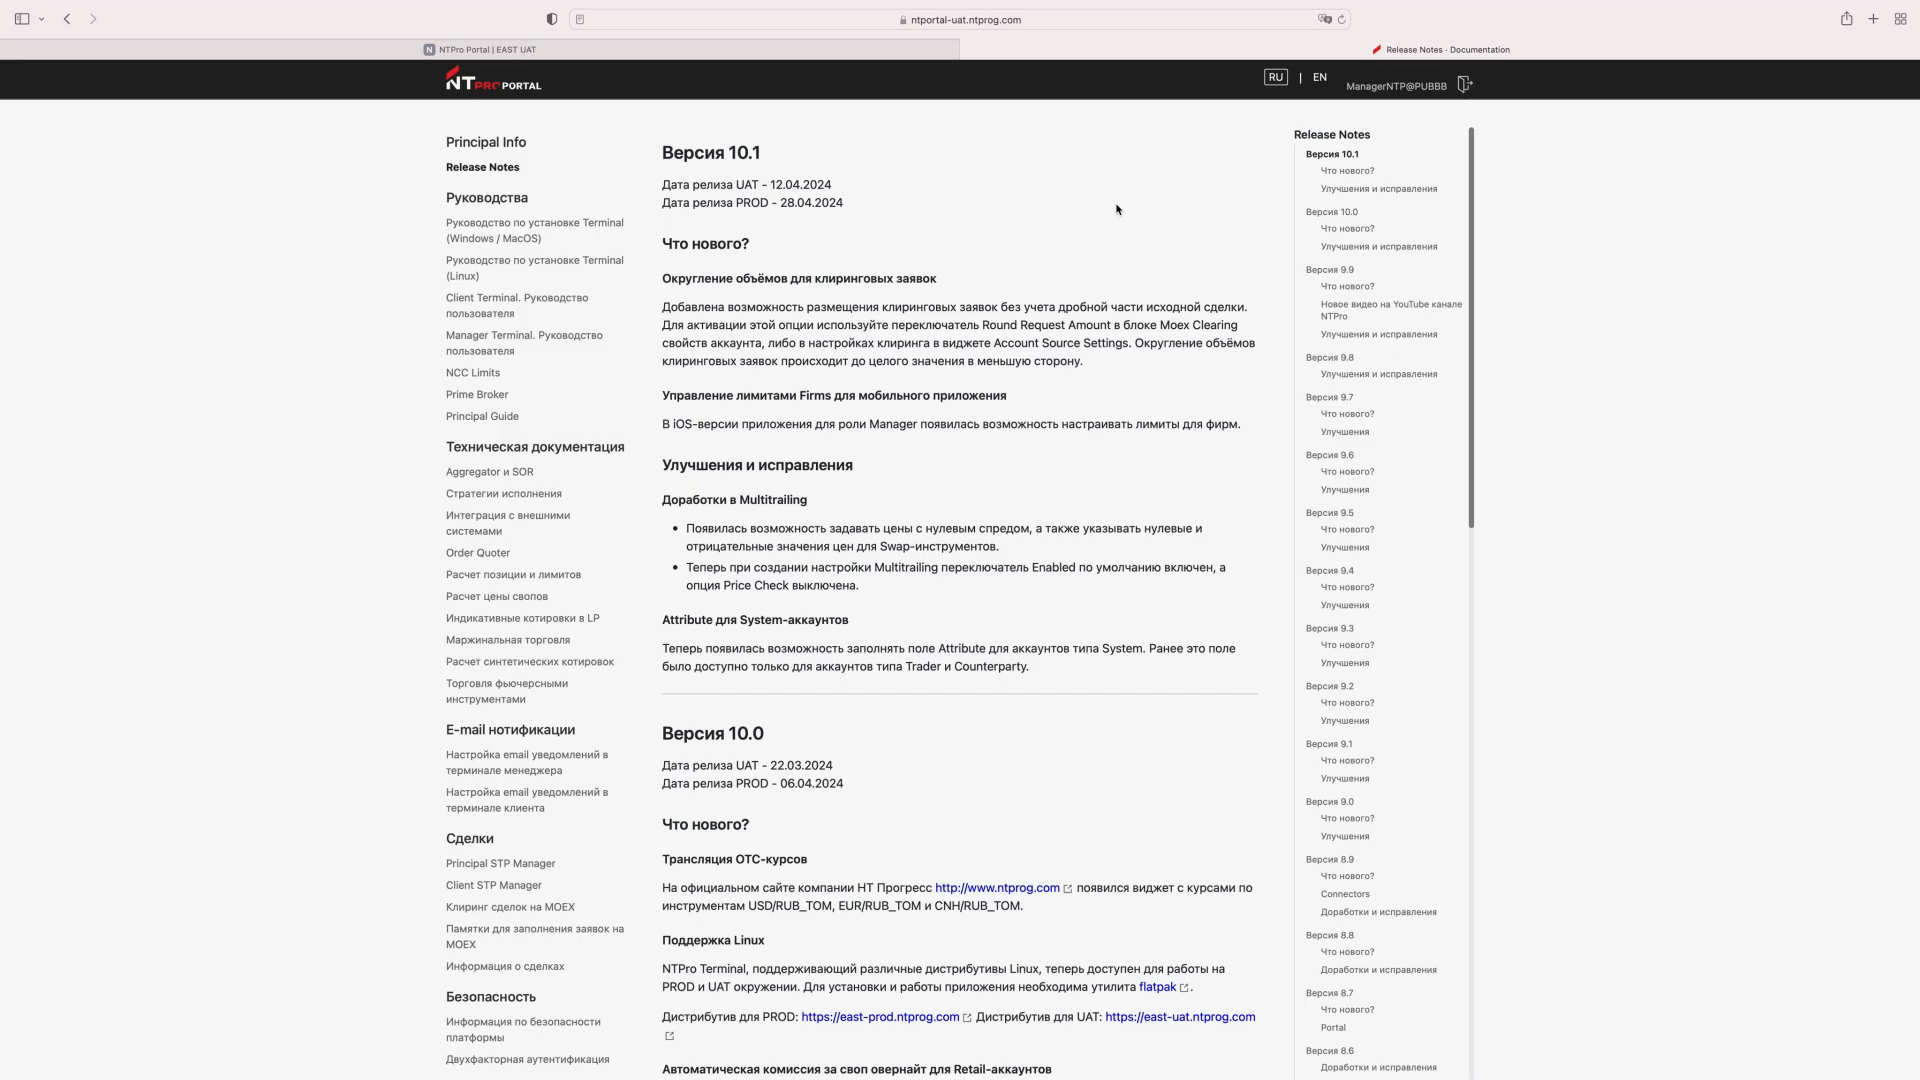 ntportal-uat.ntprog.com
NTPro Portal | EAST UAT
Release Notes - Documentation
NTPRO PORTAL
RU | EN
ManagerNTP@PUBBB
Principal Info
Release Notes
Руководства
Руководство по установке Terminal
(Windows / MacOS)
Руководство по установке Terminal
(Linux)
Client Terminal. Руководство
пользователя
Manager Terminal. Руководство
пользователя
NCC Limits
Prime Broker
Principal Guide
Техническая документация
Aggregator и SOR
Стратегии исполнения
Интеграция с внешними
системами
Order Quoter
Расчет позиции и лимитов
Расчет цены свопов
Индикативные котировки в LP
Маржинальная торговля
Расчет синтетических котировок
Торговля фьючерсными
инструментами
E-mail нотификации
Настройка email уведомлений в
терминале менеджера
Настройка email уведомлений в
терминале клиента
Сделки
Principal STP Manager
Client STP Manager
Клиринг сделок на MOEX
Памятки для заполнения заявок на
MOEX
Информация о сделках
Безопасность
Информация по безопасности
платформы
Двухфакторная аутентификация
Версия 10.1
Дата релиза UAT - 12.04.2024
Дата релиза PROD - 28.04.2024
Что нового?
Округление объёмов для клиринговых заявок
Добавлена возможность размещения клиринговых заявок без учета дробной части исходной сделки.
Для активации этой опции используйте переключатель Round Request Amount в блоке Moex Clearing
свойств аккаунта, либо в настройках клиринга в виджете Account Source Settings. Округление объёмов
клиринговых заявок происходит до целого значения в меньшую сторону.
Управление лимитами Firms для мобильного приложения
В iOS-версии приложения для роли Manager появилась возможность настраивать лимиты для фирм.
Улучшения и исправления
Доработки в Multitrailing
• Появилась возможность задавать цены с нулевым спредом, а также указывать нулевые и
отрицательные значения цен для Swap-инструментов.
• Теперь при создании настройки Multitrailing переключатель Enabled по умолчанию включен, а
опция Price Check выключена.
Attribute для System-аккаунтов
Теперь появилась возможность заполнять поле Attribute для аккаунтов типа System. Ранее это поле
было доступно только для аккаунтов типа Trader и Counterparty.
Версия 10.0
Дата релиза UAT - 22.03.2024
Дата релиза PROD - 06.04.2024
Что нового?
Трансляция OTC-курсов
На официальном сайте компании НТ Прогресс http://www.ntprog.com появился виджет с курсами по
инструментам USD/RUB_TOM, EUR/RUB_TOM и CNH/RUB_TOM.
Поддержка Linux
NTPro Terminal, поддерживающий различные дистрибутивы Linux, теперь доступен для работы на
PROD и UAT окружении. Для установки и работы приложения необходима утилита flatpak .
Дистрибутив для PROD: https://east-prod.ntprog.com Дистрибутив для UAT: https://east-uat.ntprog.com
Автоматическая комиссия за своп овернайт для Retail-аккаунтов
Release Notes
Версия 10.1
Что нового?
Улучшения и исправления
Версия 10.0
Что нового?
Улучшения и исправления
Версия 9.9
Что нового?
Новое видео на YouTube канале
NTPro
Улучшения и исправления
Версия 9.8
Улучшения и исправления
Версия 9.7
Что нового?
Улучшения
Версия 9.6
Что нового?
Улучшения
Версия 9.5
Что нового?
Улучшения
Версия 9.4
Что нового?
Улучшения
Версия 9.3
Что нового?
Улучшения
Версия 9.2
Что нового?
Улучшения
Версия 9.1
Что нового?
Улучшения
Версия 9.0
Что нового?
Улучшения
Версия 8.9
Что нового?
Connectors
Доработки и исправления
Версия 8.8
Что нового?
Доработки и исправления
Версия 8.7
Что нового?
Portal
Версия 8.6
Доработки и исправления